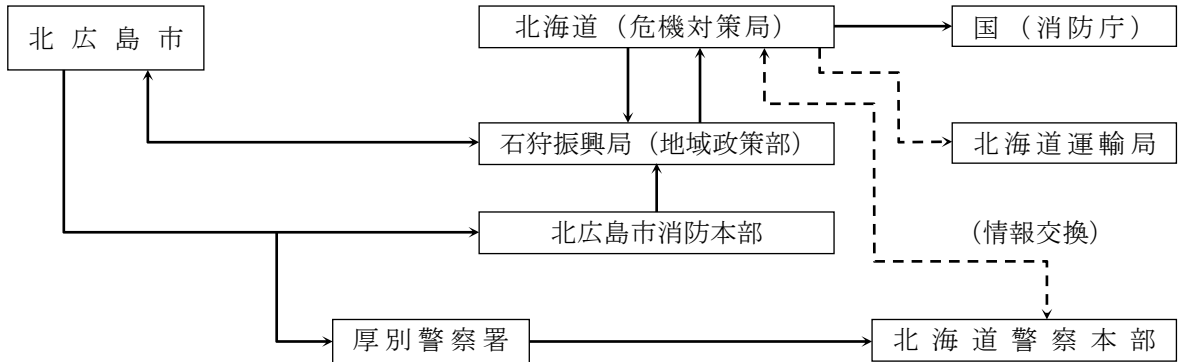 北広島市
北海道（危機対策局）
国（消防庁）
石狩振興局（地域政策部）
北海道運輸局
北広島市消防本部
（情報交換）
厚別警察署
北海道警察本部